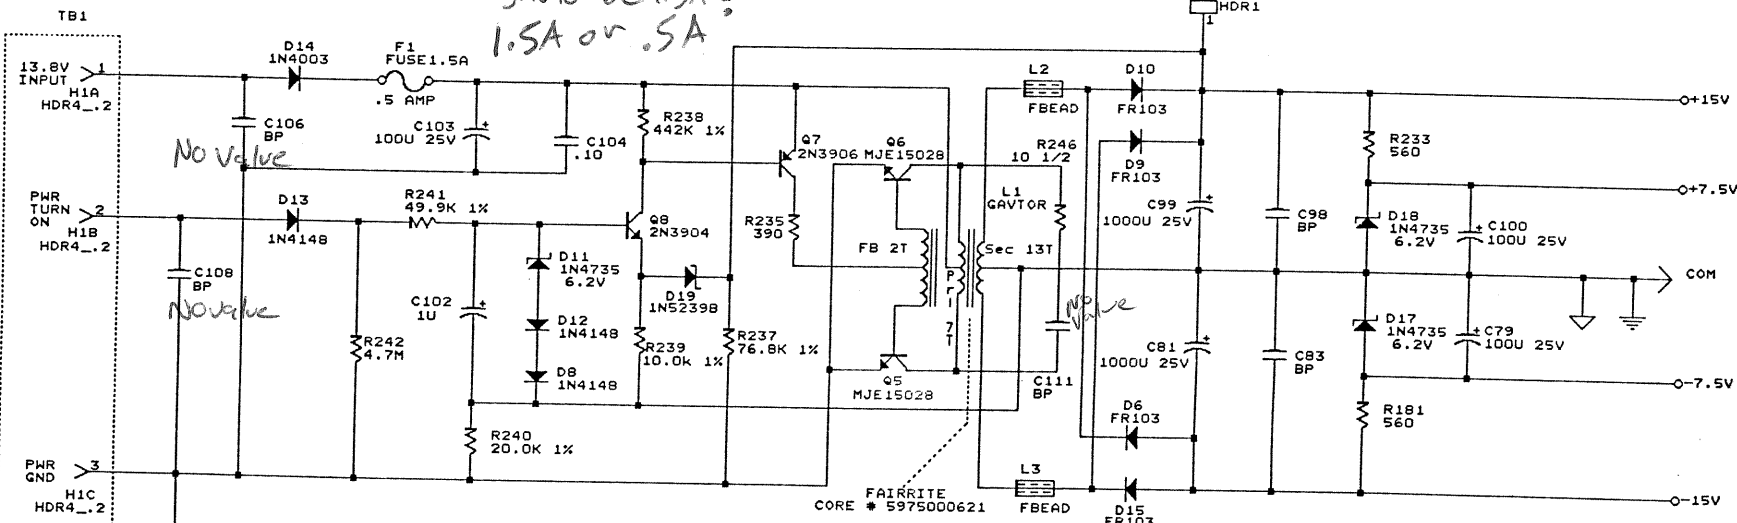 1.5A or .5A
HDR1
1
TB1
13.8V
INPUT
1
H1A
HDR4_.2
D14
1N4003
F1
FUSE1.5A
.5 AMP
C106
BP
No Value
C103
100U 25V
C104
.10
R238
442K 1%
Q7
2N3906
Q6
MJE15028
L2
FBEAD
D10
FR103
D9
FR103
R246
10 1/2
L1
GAVTOR
C99
1000U 25V
C98
BP
R233
560
+15V
+7.5V
D18
1N4735
6.2V
C100
100U 25V
PWR
TURN
ON
2
H1B
HDR4_.2
D13
1N4148
R241
49.9K 1%
Q8
2N3904
R235
390
FB 2T
Sec 13T
Pri 7T
C108
BP
No value
C102
1U
D11
1N4735
6.2V
D12
1N4148
D8
1N4148
D19
1N5239B
R239
10.0k 1%
R237
76.8K 1%
R242
4.7M
R240
20.0K 1%
Q5
MJE15028
No
Value
C111
BP
C81
1000U 25V
C83
BP
D17
1N4735
6.2V
C79
100U 25V
COM
-7.5V
R181
560
D6
FR103
L3
FBEAD
D15
FR103
-15V
FAIRRITE
CORE # 5975000621
PWR
GND
3
H1C
HDR4_.2